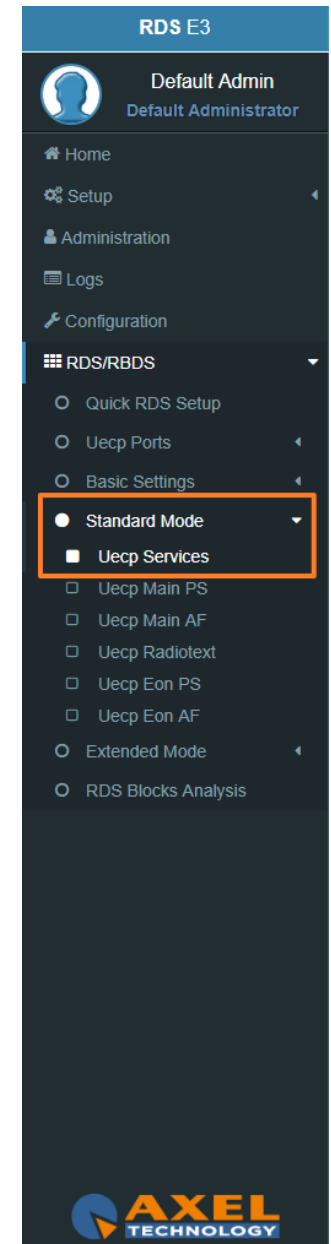 RDS E3
Default Admin
Default Administrator
Home
Setup
Administration
Logs
Configuration
RDS/RBDS
Quick RDS Setup
Uecp Ports
Basic Settings
Standard Mode
Uecp Services
Uecp Main PS
Uecp Main AF
Uecp Radiotext
Uecp Eon PS
Uecp Eon AF
Extended Mode
RDS Blocks Analysis
AXEL
TECHNOLOGY